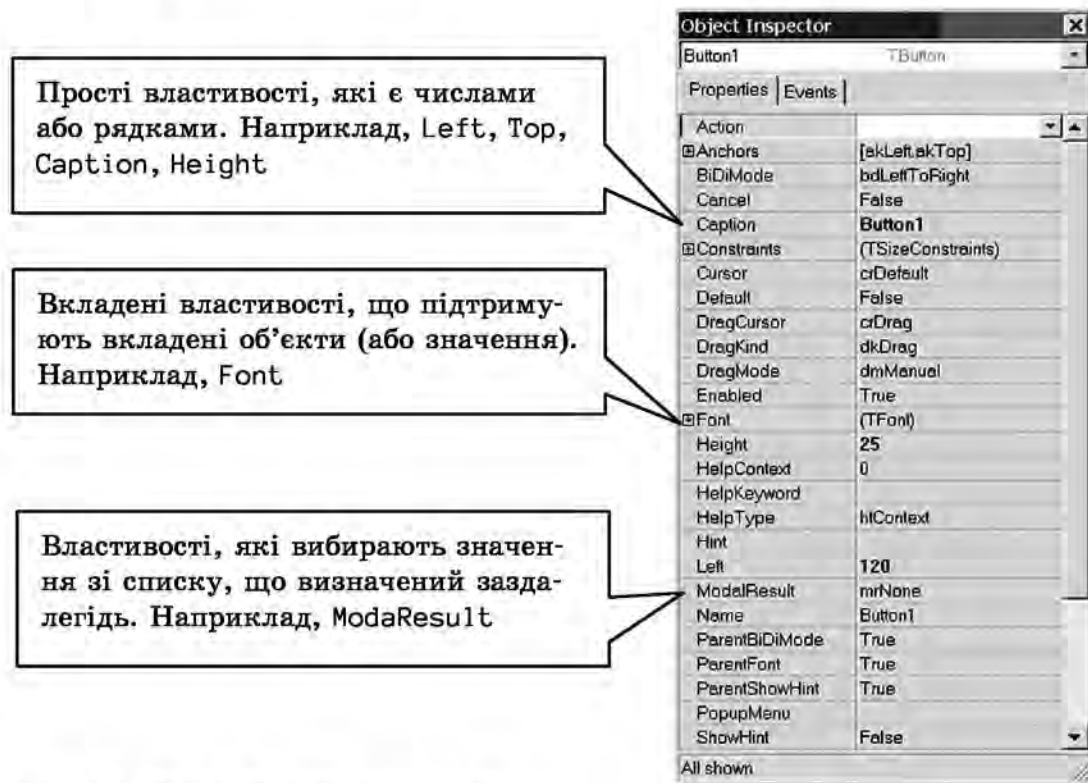 Прості властивості, які є числами
або рядками. Наприклад, Left, Top,
Caption, Height
Вкладені властивості, що підтриму-
ють вкладені об’єкти (або значення).
Наприклад, Font
Властивості, які вибирають значен-
ня зі списку, що визначений зазда-
легідь. Наприклад, ModaResult
Object Inspector
Button1 TButton
Properties Events
Action
Anchors [akLeft,akTop]
BiDiMode bdLeftToRight
Cancel False
Caption Button1
Constraints (TSizeConstraints)
Cursor crDefault
Default False
DragCursor crDrag
DragKind dkDrag
DragMode dmManual
Enabled True
Font (TFont)
Height 25
HelpContext 0
HelpKeyword
HelpType htContext
Hint
Left 120
ModalResult mrNone
Name Button1
ParentBiDiMode True
ParentFont True
ParentShowHint True
PopupMenu
ShowHint False
All shown